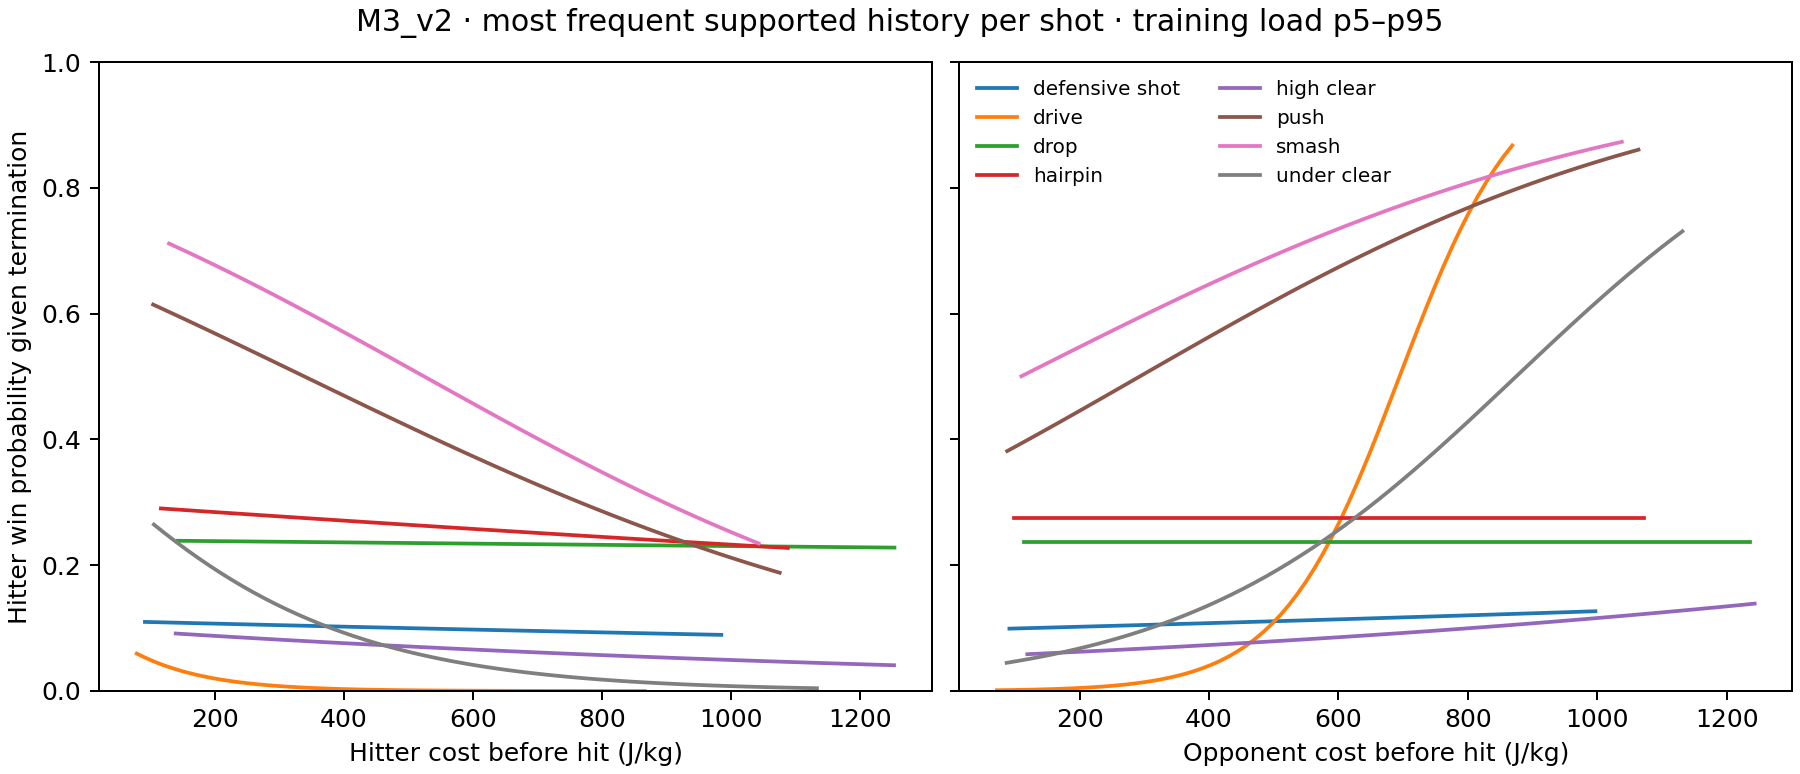 M3_v2 · most frequent supported history per shot · training load p5–p95
Hitter win probability given termination
1.0
0.8
0.6
0.4
0.2
0.0
200 400 600 800 1000 1200
Hitter cost before hit (J/kg)
defensive shot
drive
drop
hairpin
high clear
push
smash
under clear
200 400 600 800 1000 1200
Opponent cost before hit (J/kg)